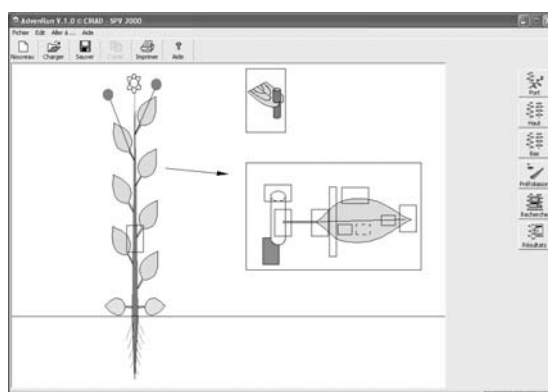 AdvenRun V.1.0 © CIRAD - SPV 2000
Fichier Edit Aller à ... Aide
Nouveau Charger Sauver Imprimer Aide
Port
Haut
Bas
Préfoliaison
Recherche
Résultats